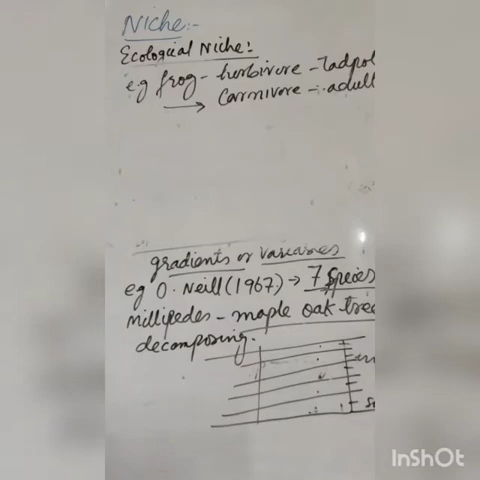 Niche:-
Ecological Niche:
eg frog - herbivore - Tadpol
→ Carnivore - adult
gradients or variables
eg O. Neill (1967) → 7 Species
Millipedes - maple oak tree
decomposing.
InShOt